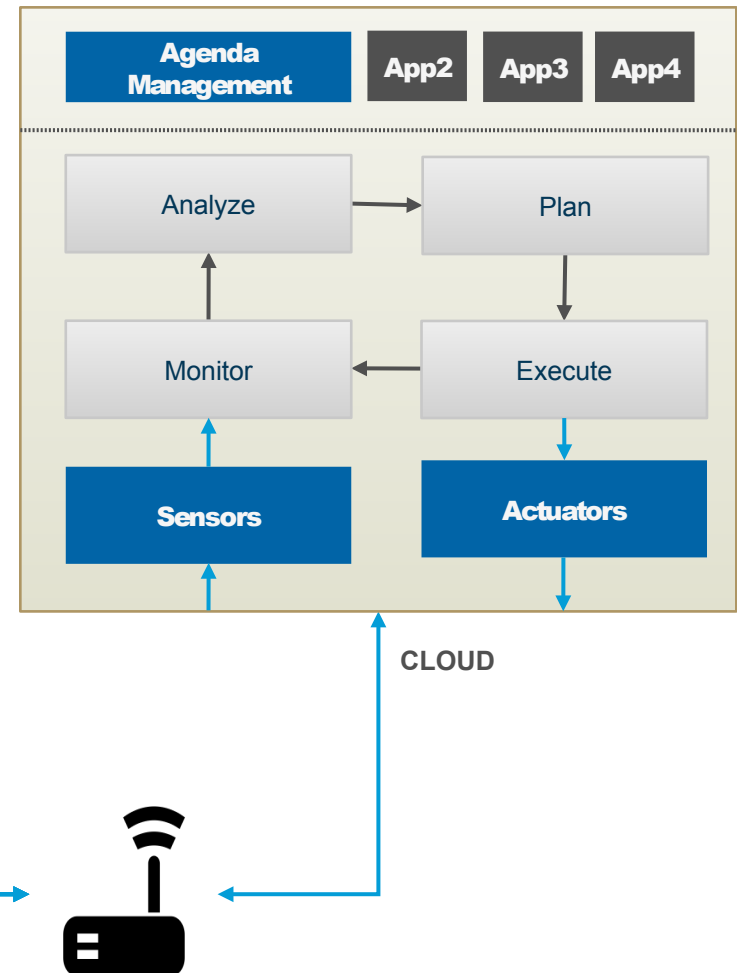 Agenda
Management
App2
App3
App4
Analyze
Plan
Monitor
Execute
Sensors
Actuators
CLOUD